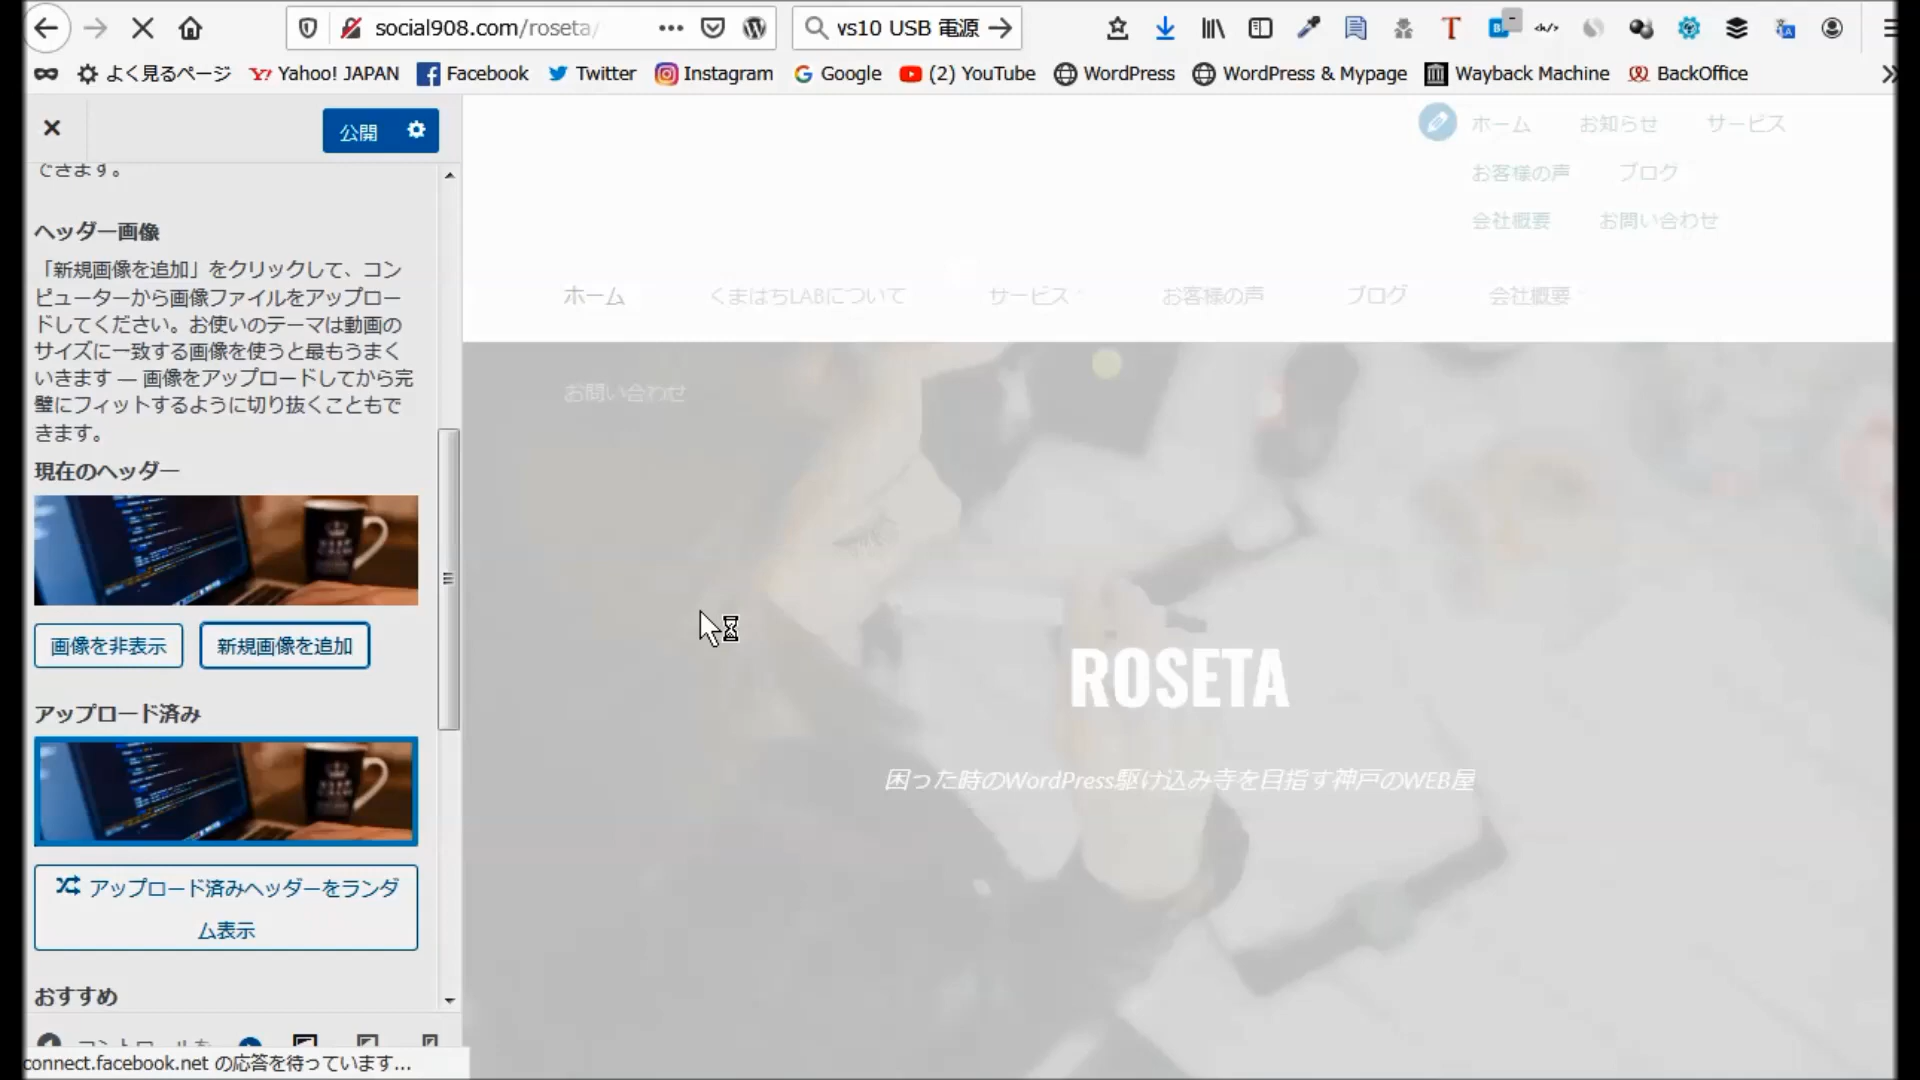 social908.com/roseta/
vs10 USB 電源
よく見るページ Yahoo! JAPAN Facebook Twitter Instagram Google (2) YouTube WordPress WordPress & Mypage Wayback Machine BackOffice
公開
できます。
ヘッダー画像
「新規画像を追加」をクリックして、コン
ピューターから画像ファイルをアップロー
ドしてください。お使いのテーマは動画の
サイズに一致する画像を使うと最もうまく
いきます — 画像をアップロードしてから完
璧にフィットするように切り抜くこともで
きます。
現在のヘッダー
画像を非表示 新規画像を追加
アップロード済み
アップロード済みヘッダーをランダ
ム表示
おすすめ
connect.facebook.net の応答を待っています...
ホーム お知らせ サービス
お客様の声 ブログ
会社概要 お問い合わせ
ホーム くまはちLABについて サービス お客様の声 ブログ 会社概要
お問い合わせ
ROSETA
困った時のWordPress駆け込み寺を目指す神戸のWEB屋